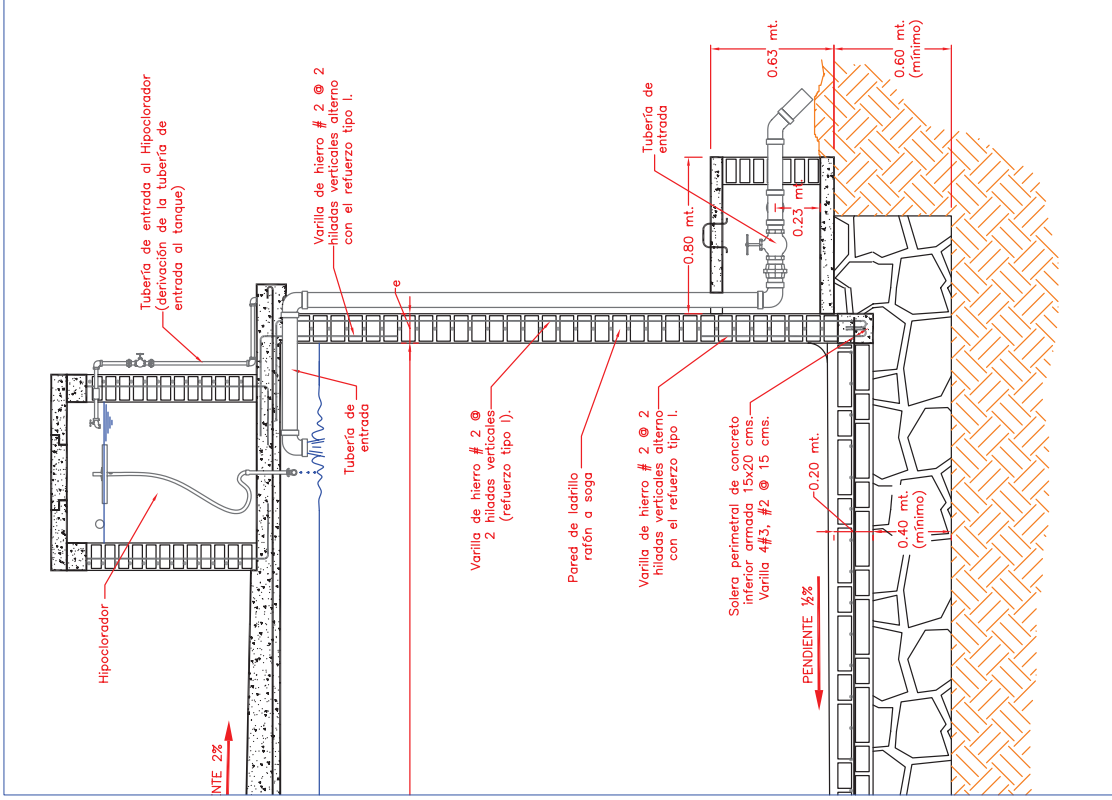 Tubería de entrada al Hipoclorador
(derivación de la tubería de
entrada al tanque)
Varilla de hierro # 2 @ 2
hiladas verticales alterno
con el refuerzo tipo I.
0.63 mt.
0.60 mt.
(mínimo)
Tubería de
entrada
0.80 mt.
0.23 mt.
e
Hipoclorador
Tubería de
entrada
Varilla de hierro # 2 @
2 hiladas verticales
(refuerzo tipo I).
Pared de ladrillo
rafón a soga
Varilla de hierro # 2 @ 2
hiladas verticales alterno
con el refuerzo tipo I.
Solera perimetral de concreto
inferior armada 15x20 cms.
Varilla 4#3, #2 @ 15 cms.
0.20 mt.
0.40 mt.
(mínimo)
NTE 2%
PENDIENTE ½%